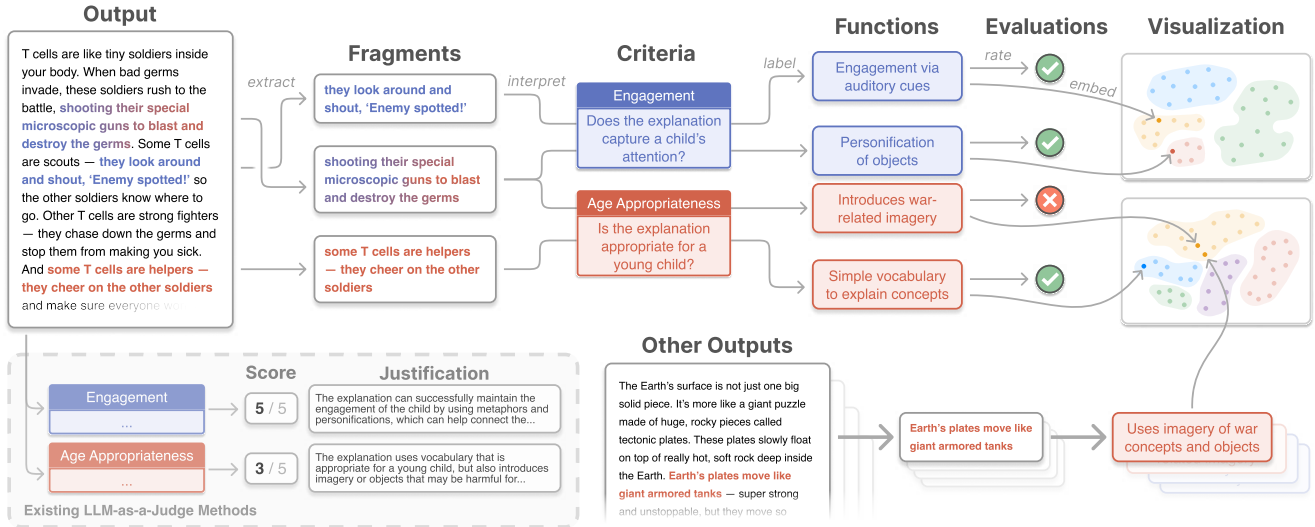 Output
T cells are like tiny soldiers inside
your body. When bad germs
invade, these soldiers rush to the
battle, shooting their special
microscopic guns to blast and
destroy the germs. Some T cells
are scouts — they look around
and shout, ‘Enemy spotted!’ so
the other soldiers know where to
go. Other T cells are strong fighters
— they chase down the germs and
stop them from making you sick.
And some T cells are helpers —
they cheer on the other soldiers
and make sure everyone
extract
Fragments
they look around and
shout, ‘Enemy spotted!’
shooting their special
microscopic guns to blast
and destroy the germs
some T cells are helpers
— they cheer on the other
soldiers
interpret
Criteria
Engagement
Does the explanation
capture a child’s
attention?
Age Appropriateness
Is the explanation
appropriate for a
young child?
label
Functions
Engagement via
auditory cues
Personification
of objects
Introduces war-
related imagery
Simple vocabulary
to explain concepts
Evaluations
rate
embed
Visualization
Score
Justification
Engagement
...
5 / 5
The explanation can successfully maintain the
engagement of the child by using metaphors and
personifications, which can help connect the...
Age Appropriateness
...
3 / 5
The explanation uses vocabulary that is
appropriate for a young child, but also introduces
imagery or objects that may be harmful for...
Existing LLM-as-a-Judge Methods
Other Outputs
The Earth’s surface is not just one big
solid piece. It’s more like a giant puzzle
made of huge, rocky pieces called
tectonic plates. These plates slowly float
on top of really hot, soft rock deep inside
the Earth. Earth’s plates move like
giant armored tanks — super strong
and unstoppable, but they move so
Earth’s plates move like
giant armored tanks
Uses imagery of war
concepts and objects